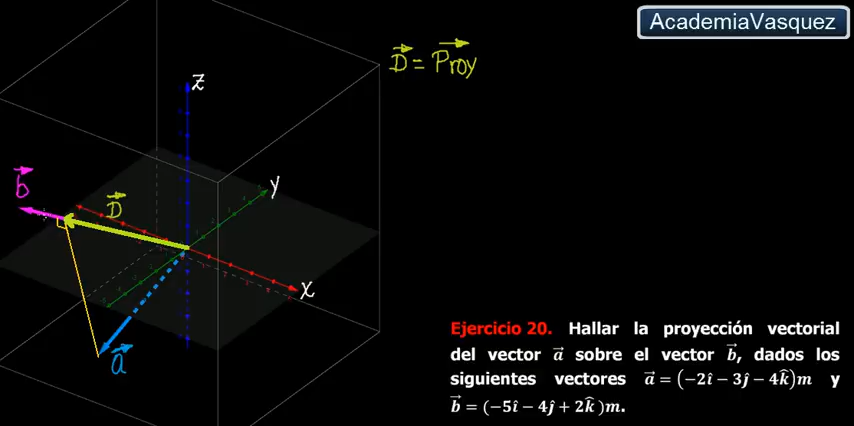 AcademiaVasquez
D⃗ = Proy
z
b⃗
D⃗
y
x
a⃗
Ejercicio 20. Hallar la proyección vectorial
del vector a⃗ sobre el vector b⃗, dados los
siguientes vectores a⃗ = (−2î − 3ĵ − 4k̂)m y
b⃗ = (−5î − 4ĵ + 2k̂)m.